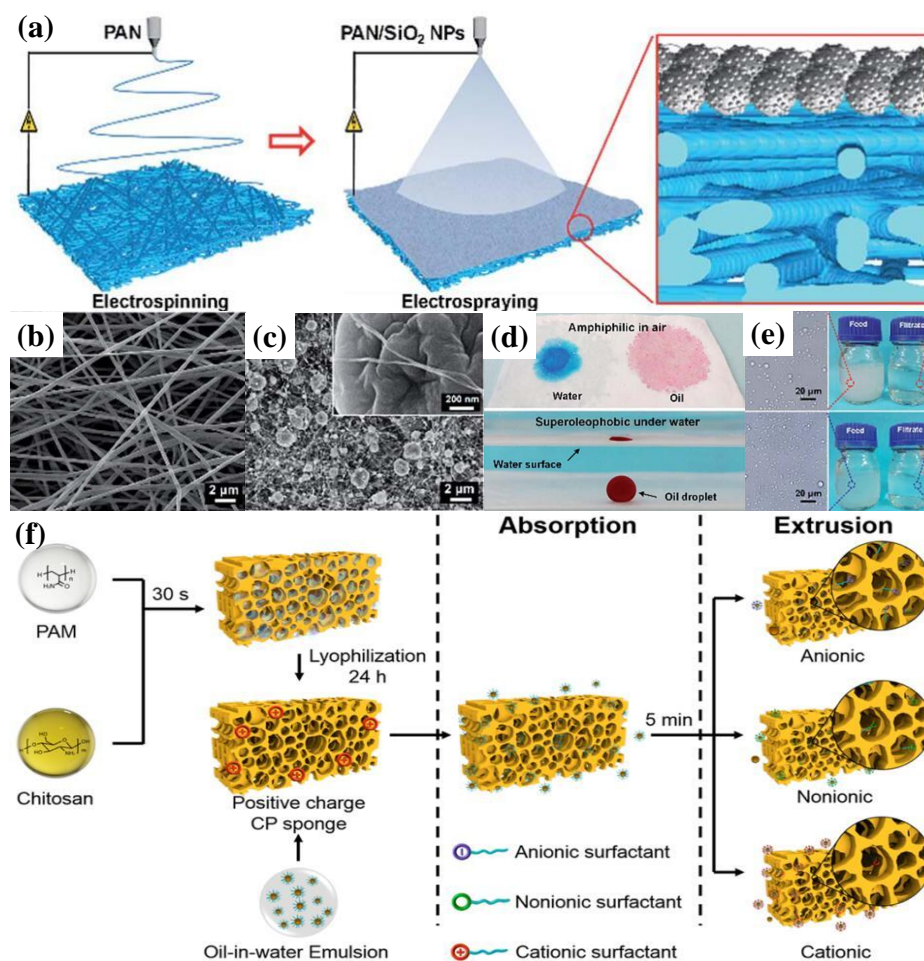 (a)
PAN
PAN/SiO₂ NPs
Electrospinning
Electrospraying
(b)
2 μm
(c)
200 nm
2 μm
(d)
Amphiphilic in air
Water
Oil
Superoleophobic under water
Water surface
Oil droplet
(e)
Feed
Filtrate
20 μm
Feed
Filtrate
20 μm
(f)
Absorption
Extrusion
H
H
n
H₂N
O
PAM
30 s
Lyophilization
24 h
Chitosan
Positive charge
CP sponge
Oil-in-water Emulsion
5 min
Anionic surfactant
Nonionic surfactant
Cationic surfactant
Anionic
Nonionic
Cationic